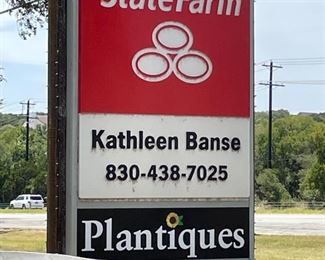 StateFarm
Kathleen Banse
830-438-7025
Plantiques